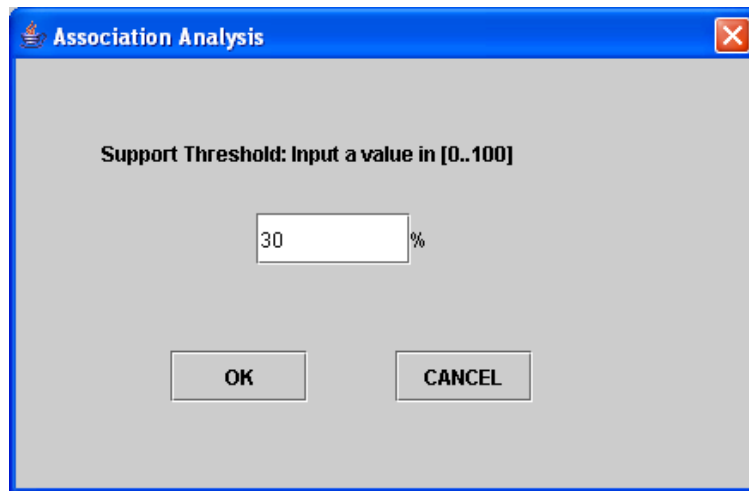 Association Analysis
Support Threshold: Input a value in [0..100]
30 %
OK CANCEL